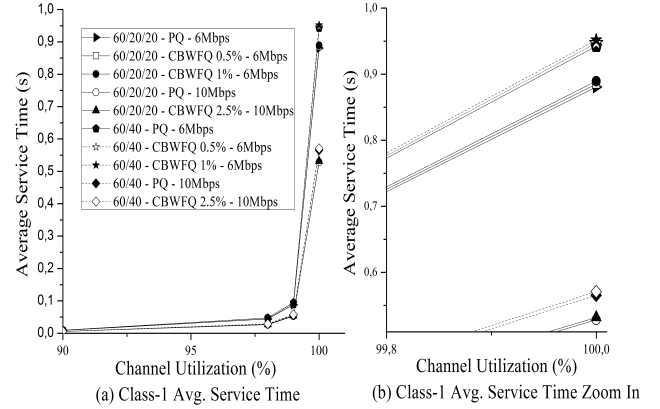 1,0
0,9
0,8
0,7
0,6
0,5
0,4
0,3
0,2
0,1
0,0
Average Service Time (s)
60/20/20 - PQ - 6Mbps
60/20/20 - CBWFQ 0.5% - 6Mbps
60/20/20 - CBWFQ 1% - 6Mbps
60/20/20 - PQ - 10Mbps
60/20/20 - CBWFQ 2.5% - 10Mbps
60/40 - PQ - 6Mbps
60/40 - CBWFQ 0.5% - 6Mbps
60/40 - CBWFQ 1% - 6Mbps
60/40 - PQ - 10Mbps
60/40 - CBWFQ 2.5% - 10Mbps
90 95 100
Channel Utilization (%)
(a) Class-1 Avg. Service Time
1,0
0,9
0,8
0,7
0,6
Average Service Time (s)
99,8 100,0
Channel Utilization (%)
(b) Class-1 Avg. Service Time Zoom In